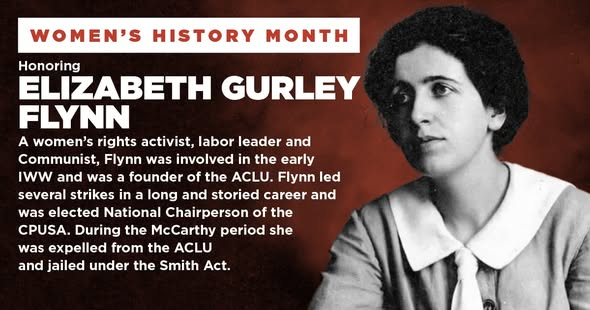 WOMEN'S HISTORY MONTH
Honoring
ELIZABETH GURLEY
FLYNN
A women's rights activist, labor leader and
Communist, Flynn was involved in the early
IWW and was a founder of the ACLU. Flynn led
several strikes in a long and storied career and
was elected National Chairperson of the
CPUSA. During the McCarthy period she
was expelled from the ACLU
and jailed under the Smith Act.